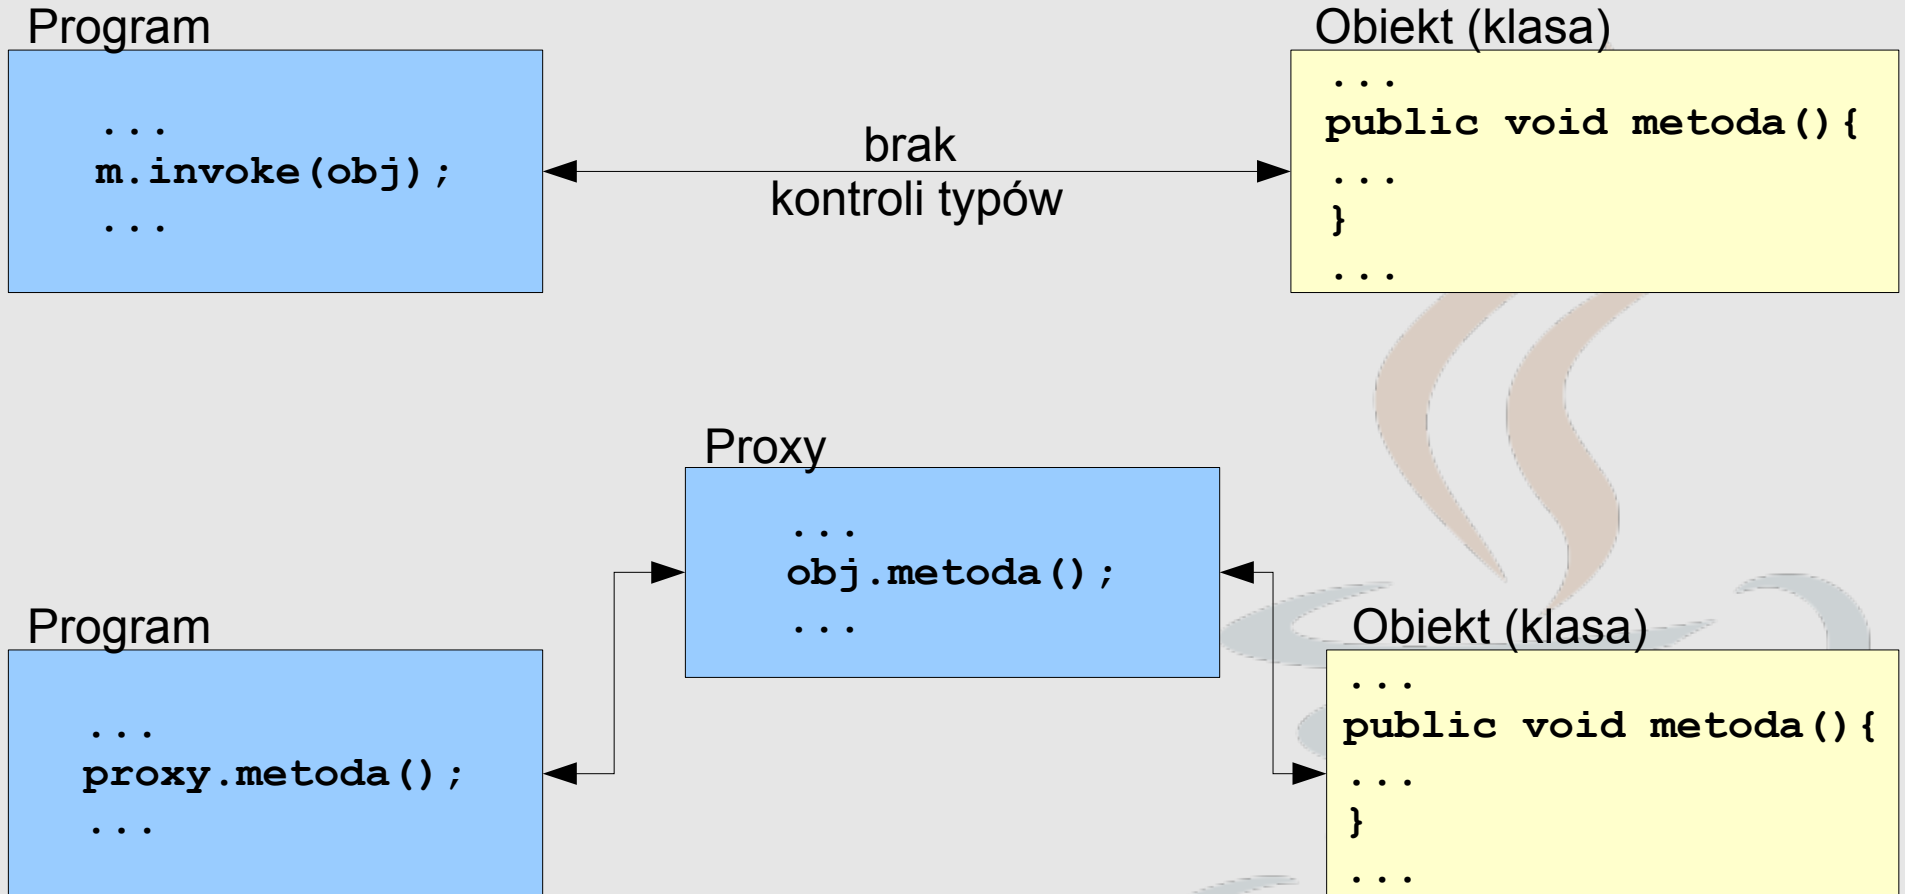 Program
...
m.invoke(obj);
...
brak
kontroli typów
Obiekt (klasa)
...
public void metoda(){
...
}
...
Proxy
...
obj.metoda();
...
Program
...
proxy.metoda();
...
Obiekt (klasa)
...
public void metoda(){
...
}
...